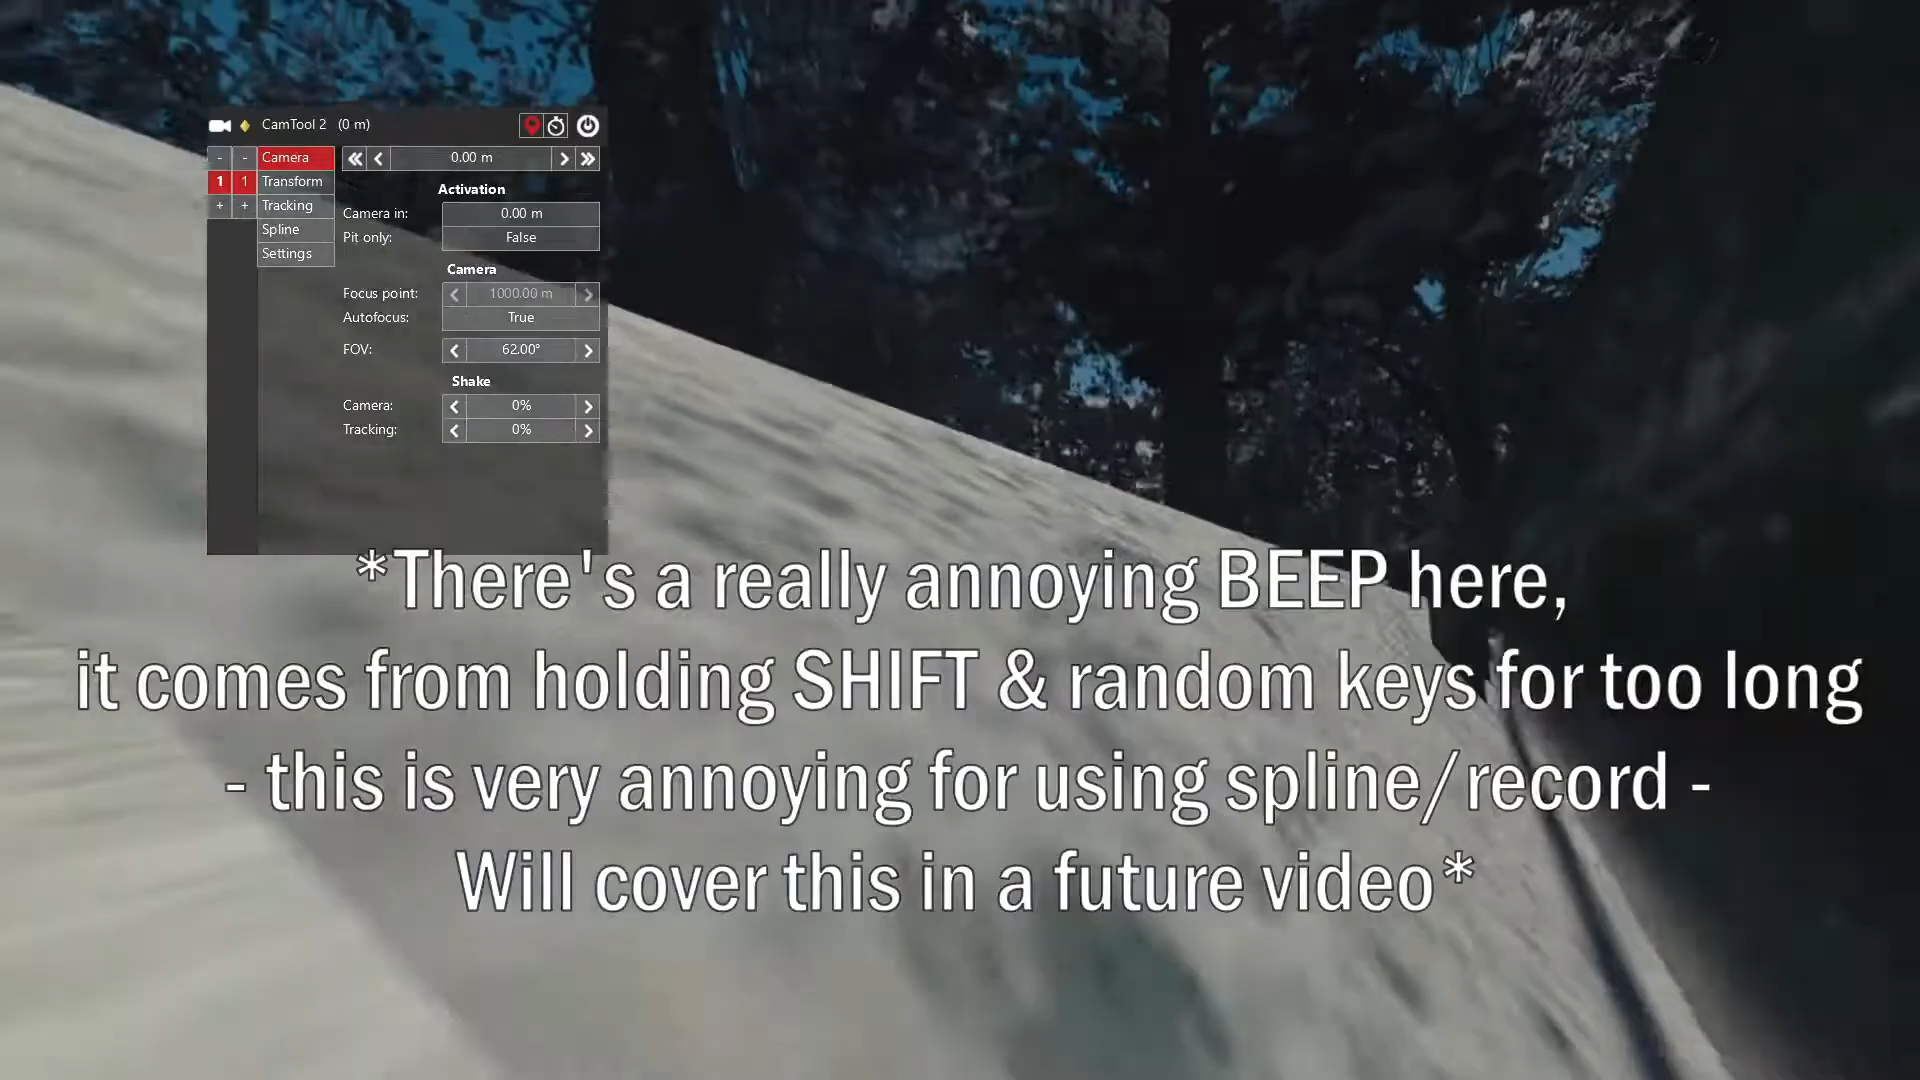 CamTool 2 (0 m)
- - Camera 0.00 m
1 1 Transform Activation
+ + Tracking Camera in: 0.00 m
Spline Pit only: False
Settings
Camera
Focus point: 1000.00 m
Autofocus: True
FOV: 62.00°
Shake
Camera: 0%
Tracking: 0%
*There's a really annoying BEEP here,
it comes from holding SHIFT & random keys for too long
- this is very annoying for using spline/record -
Will cover this in a future video*